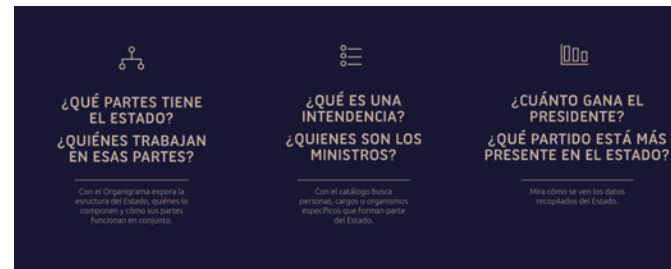 ¿QUÉ PARTES TIENE
EL ESTADO?
¿QUIÉNES TRABAJAN
EN ESAS PARTES?
Con el Organigrama expora la
esructura del Estado, quiénes lo
componen y cómo sus partes
funcionan en conjunto.
¿QUÉ ES UNA
INTENDENCIA?
¿QUIENES SON LOS
MINISTROS?
Con el catálogo busca
personas, cargos u organismos
específicos que forman parte
del Estado.
¿CUÁNTO GANA EL
PRESIDENTE?
¿QUÉ PARTIDO ESTÁ MÁS
PRESENTE EN EL ESTADO?
Mira cómo se ven los datos
recopilados del Estado.